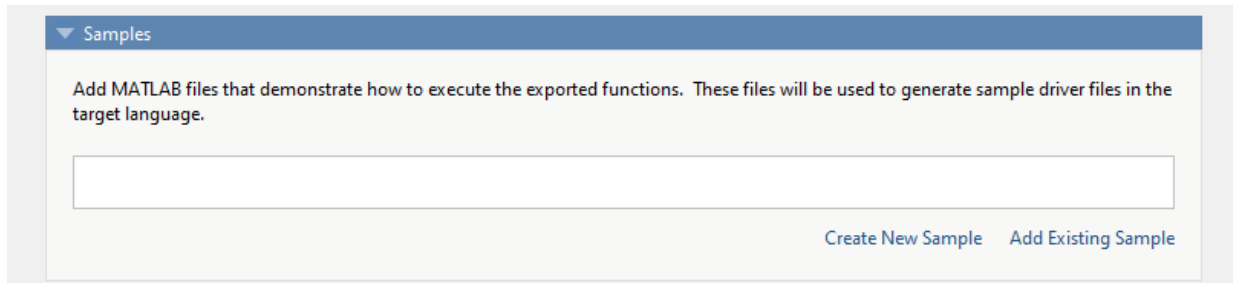 Samples
Add MATLAB files that demonstrate how to execute the exported functions.  These files will be used to generate sample driver files in the
target language.
Create New Sample
Add Existing Sample